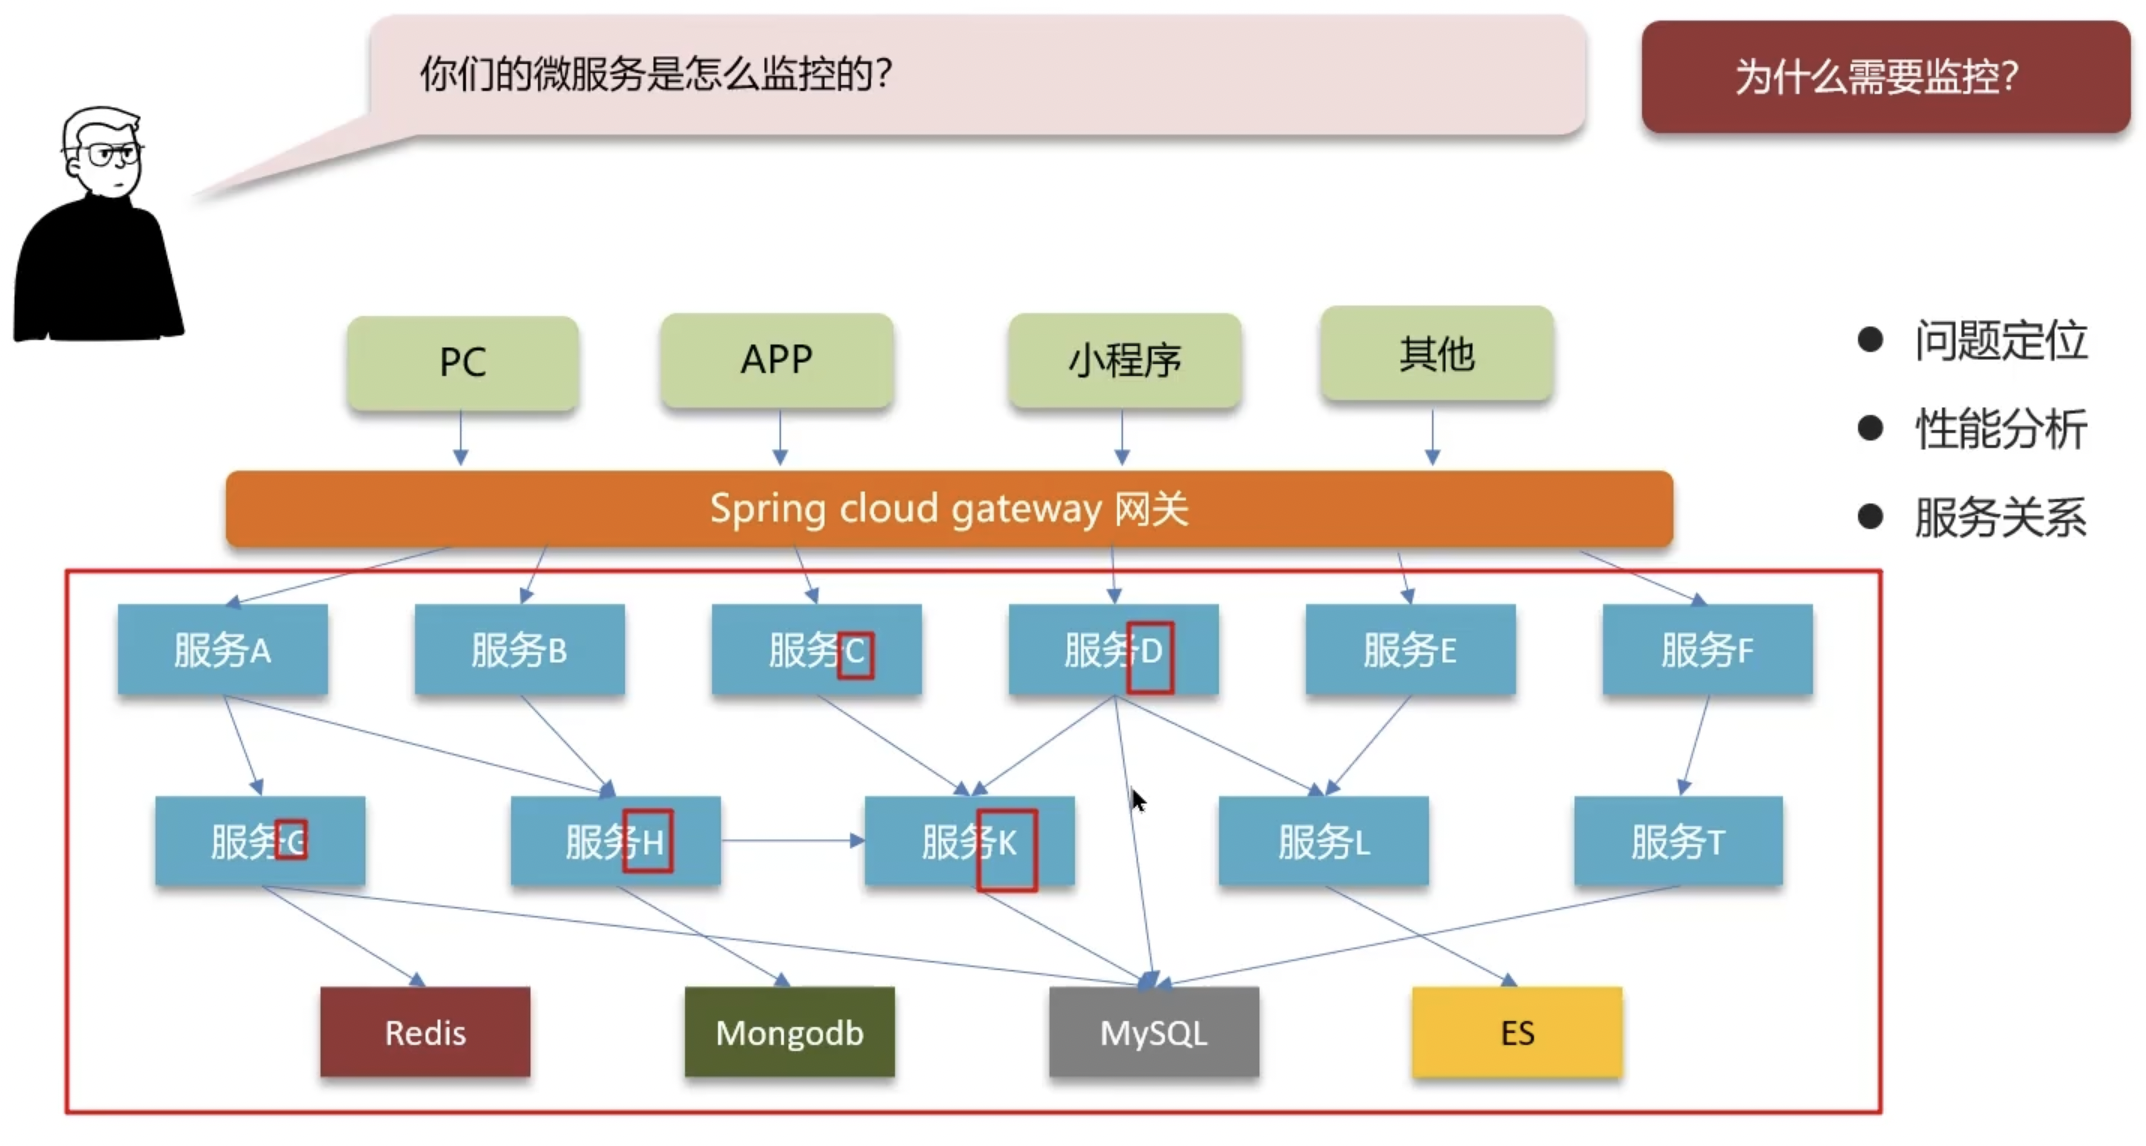 你们的微服务是怎么监控的?
为什么需要监控?
PC
APP
小程序
其他
问题定位
性能分析
服务关系
Spring cloud gateway 网关
服务A
服务B
服务C
服务D
服务E
服务F
服务G
服务H
服务K
服务L
服务T
Redis
Mongodb
MySQL
ES